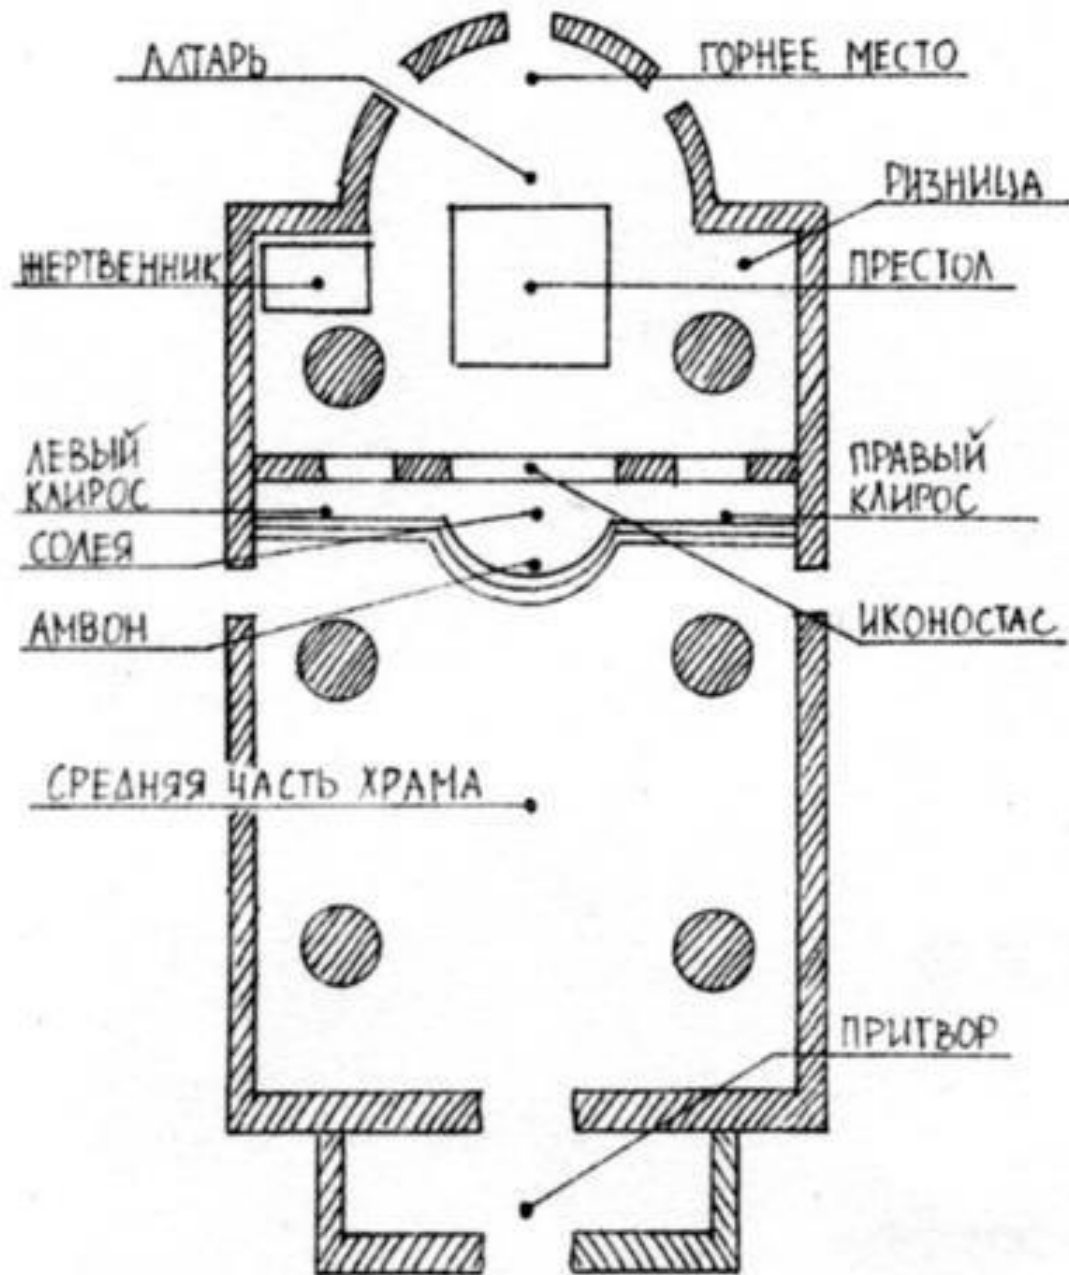 АЛТАРЬ
ГОРНЕЕ МЕСТО
РИЗНИЦА
ЖЕРТВЕННИК
ПРЕСТОЛ
ЛЕВЫЙ
КЛИРОС
ПРАВЫЙ
КЛИРОС
СОЛЕЯ
АМВОН
ИКОНОСТАС
СРЕДНЯЯ ЧАСТЬ ХРАМА
ПРИТВОР